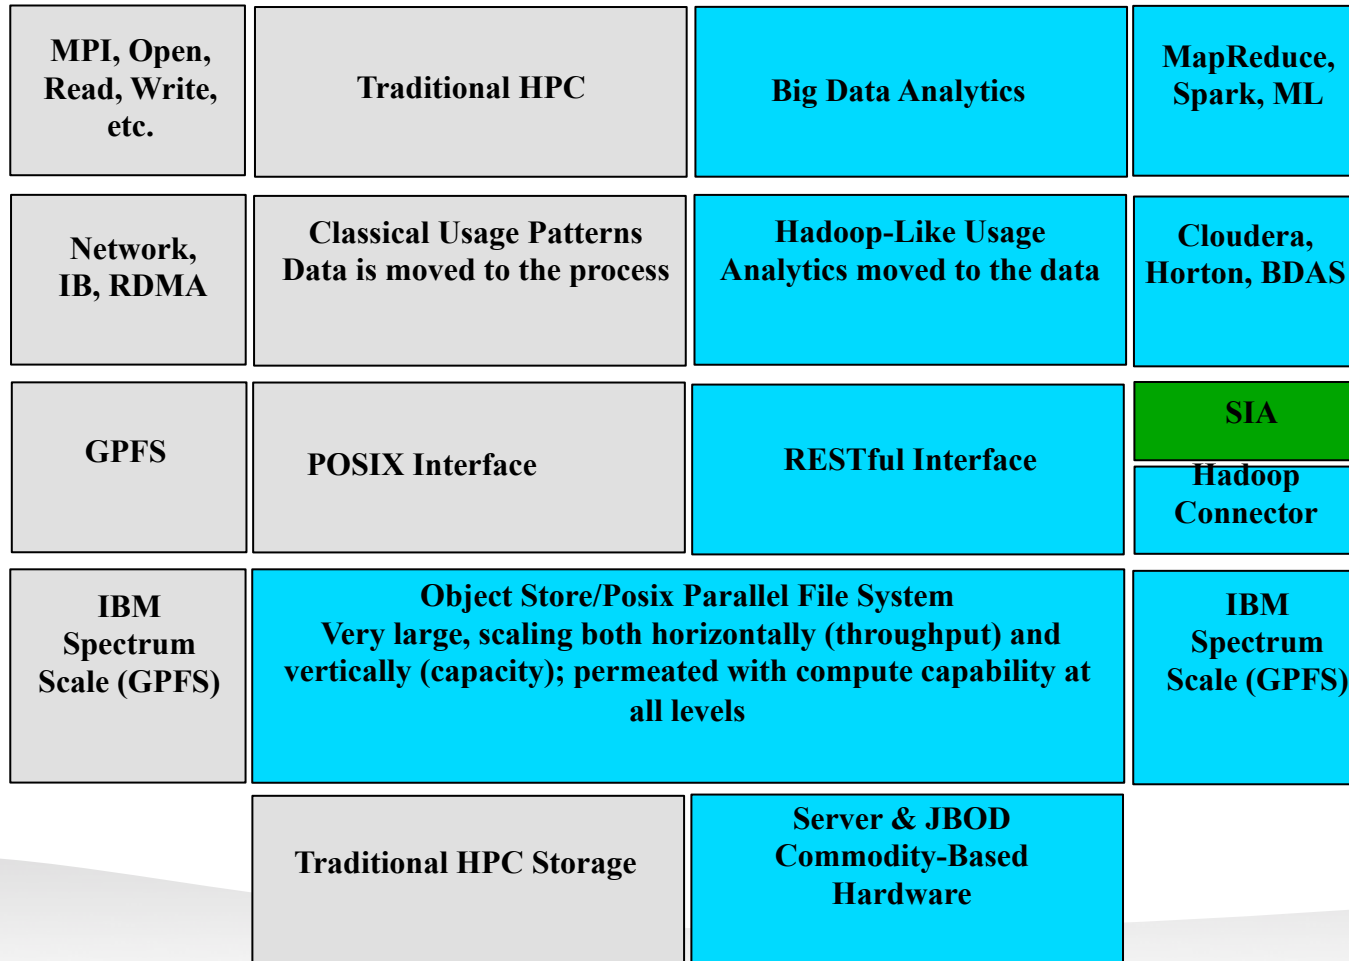 MPI, Open,
Read, Write,
etc.
Traditional HPC
Big Data Analytics
MapReduce,
Spark, ML
Network,
IB, RDMA
Classical Usage Patterns
Data is moved to the process
Hadoop-Like Usage
Analytics moved to the data
Cloudera,
Horton, BDAS
GPFS
POSIX Interface
RESTful Interface
SIA
Hadoop
Connector
IBM
Spectrum
Scale (GPFS)
Object Store/Posix Parallel File System
Very large, scaling both horizontally (throughput) and
vertically (capacity); permeated with compute capability at
all levels
IBM
Spectrum
Scale (GPFS)
Traditional HPC Storage
Server & JBOD
Commodity-Based
Hardware